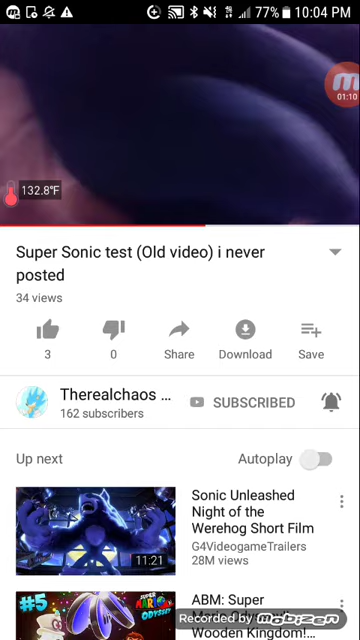 77% 10:04 PM
01:10
132.8°F
Super Sonic test (Old video) i never
posted
34 views
3
0
Share
Download
Save
Therealchaos ...
SUBSCRIBED
162 subscribers
Up next
Autoplay
Sonic Unleashed
Night of the
Werehog Short Film
G4VideogameTrailers
28M views
11:21
#5
SUPER
MARIO
ABM: Super
Wooden Kingdom!...
Recorded by mobizen